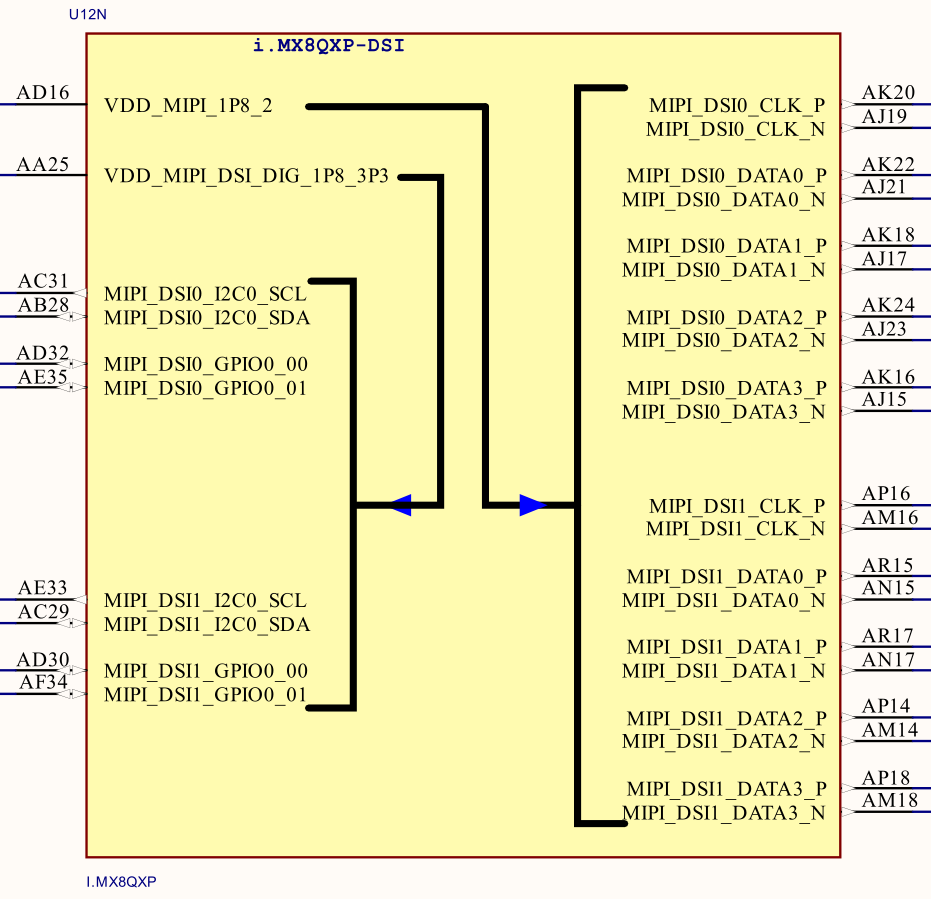 U12N
i.MX8QXP-DSI
AD16 VDD_MIPI_1P8_2
AA25 VDD_MIPI_DSI_DIG_1P8_3P3
AC31 MIPI_DSI0_I2C0_SCL
AB28 MIPI_DSI0_I2C0_SDA
AD32 MIPI_DSI0_GPIO0_00
AE35 MIPI_DSI0_GPIO0_01
AE33 MIPI_DSI1_I2C0_SCL
AC29 MIPI_DSI1_I2C0_SDA
AD30 MIPI_DSI1_GPIO0_00
AF34 MIPI_DSI1_GPIO0_01
MIPI_DSI0_CLK_P AK20
MIPI_DSI0_CLK_N AJ19
MIPI_DSI0_DATA0_P AK22
MIPI_DSI0_DATA0_N AJ21
MIPI_DSI0_DATA1_P AK18
MIPI_DSI0_DATA1_N AJ17
MIPI_DSI0_DATA2_P AK24
MIPI_DSI0_DATA2_N AJ23
MIPI_DSI0_DATA3_P AK16
MIPI_DSI0_DATA3_N AJ15
MIPI_DSI1_CLK_P AP16
MIPI_DSI1_CLK_N AM16
MIPI_DSI1_DATA0_P AR15
MIPI_DSI1_DATA0_N AN15
MIPI_DSI1_DATA1_P AR17
MIPI_DSI1_DATA1_N AN17
MIPI_DSI1_DATA2_P AP14
MIPI_DSI1_DATA2_N AM14
MIPI_DSI1_DATA3_P AP18
MIPI_DSI1_DATA3_N AM18
I.MX8QXP